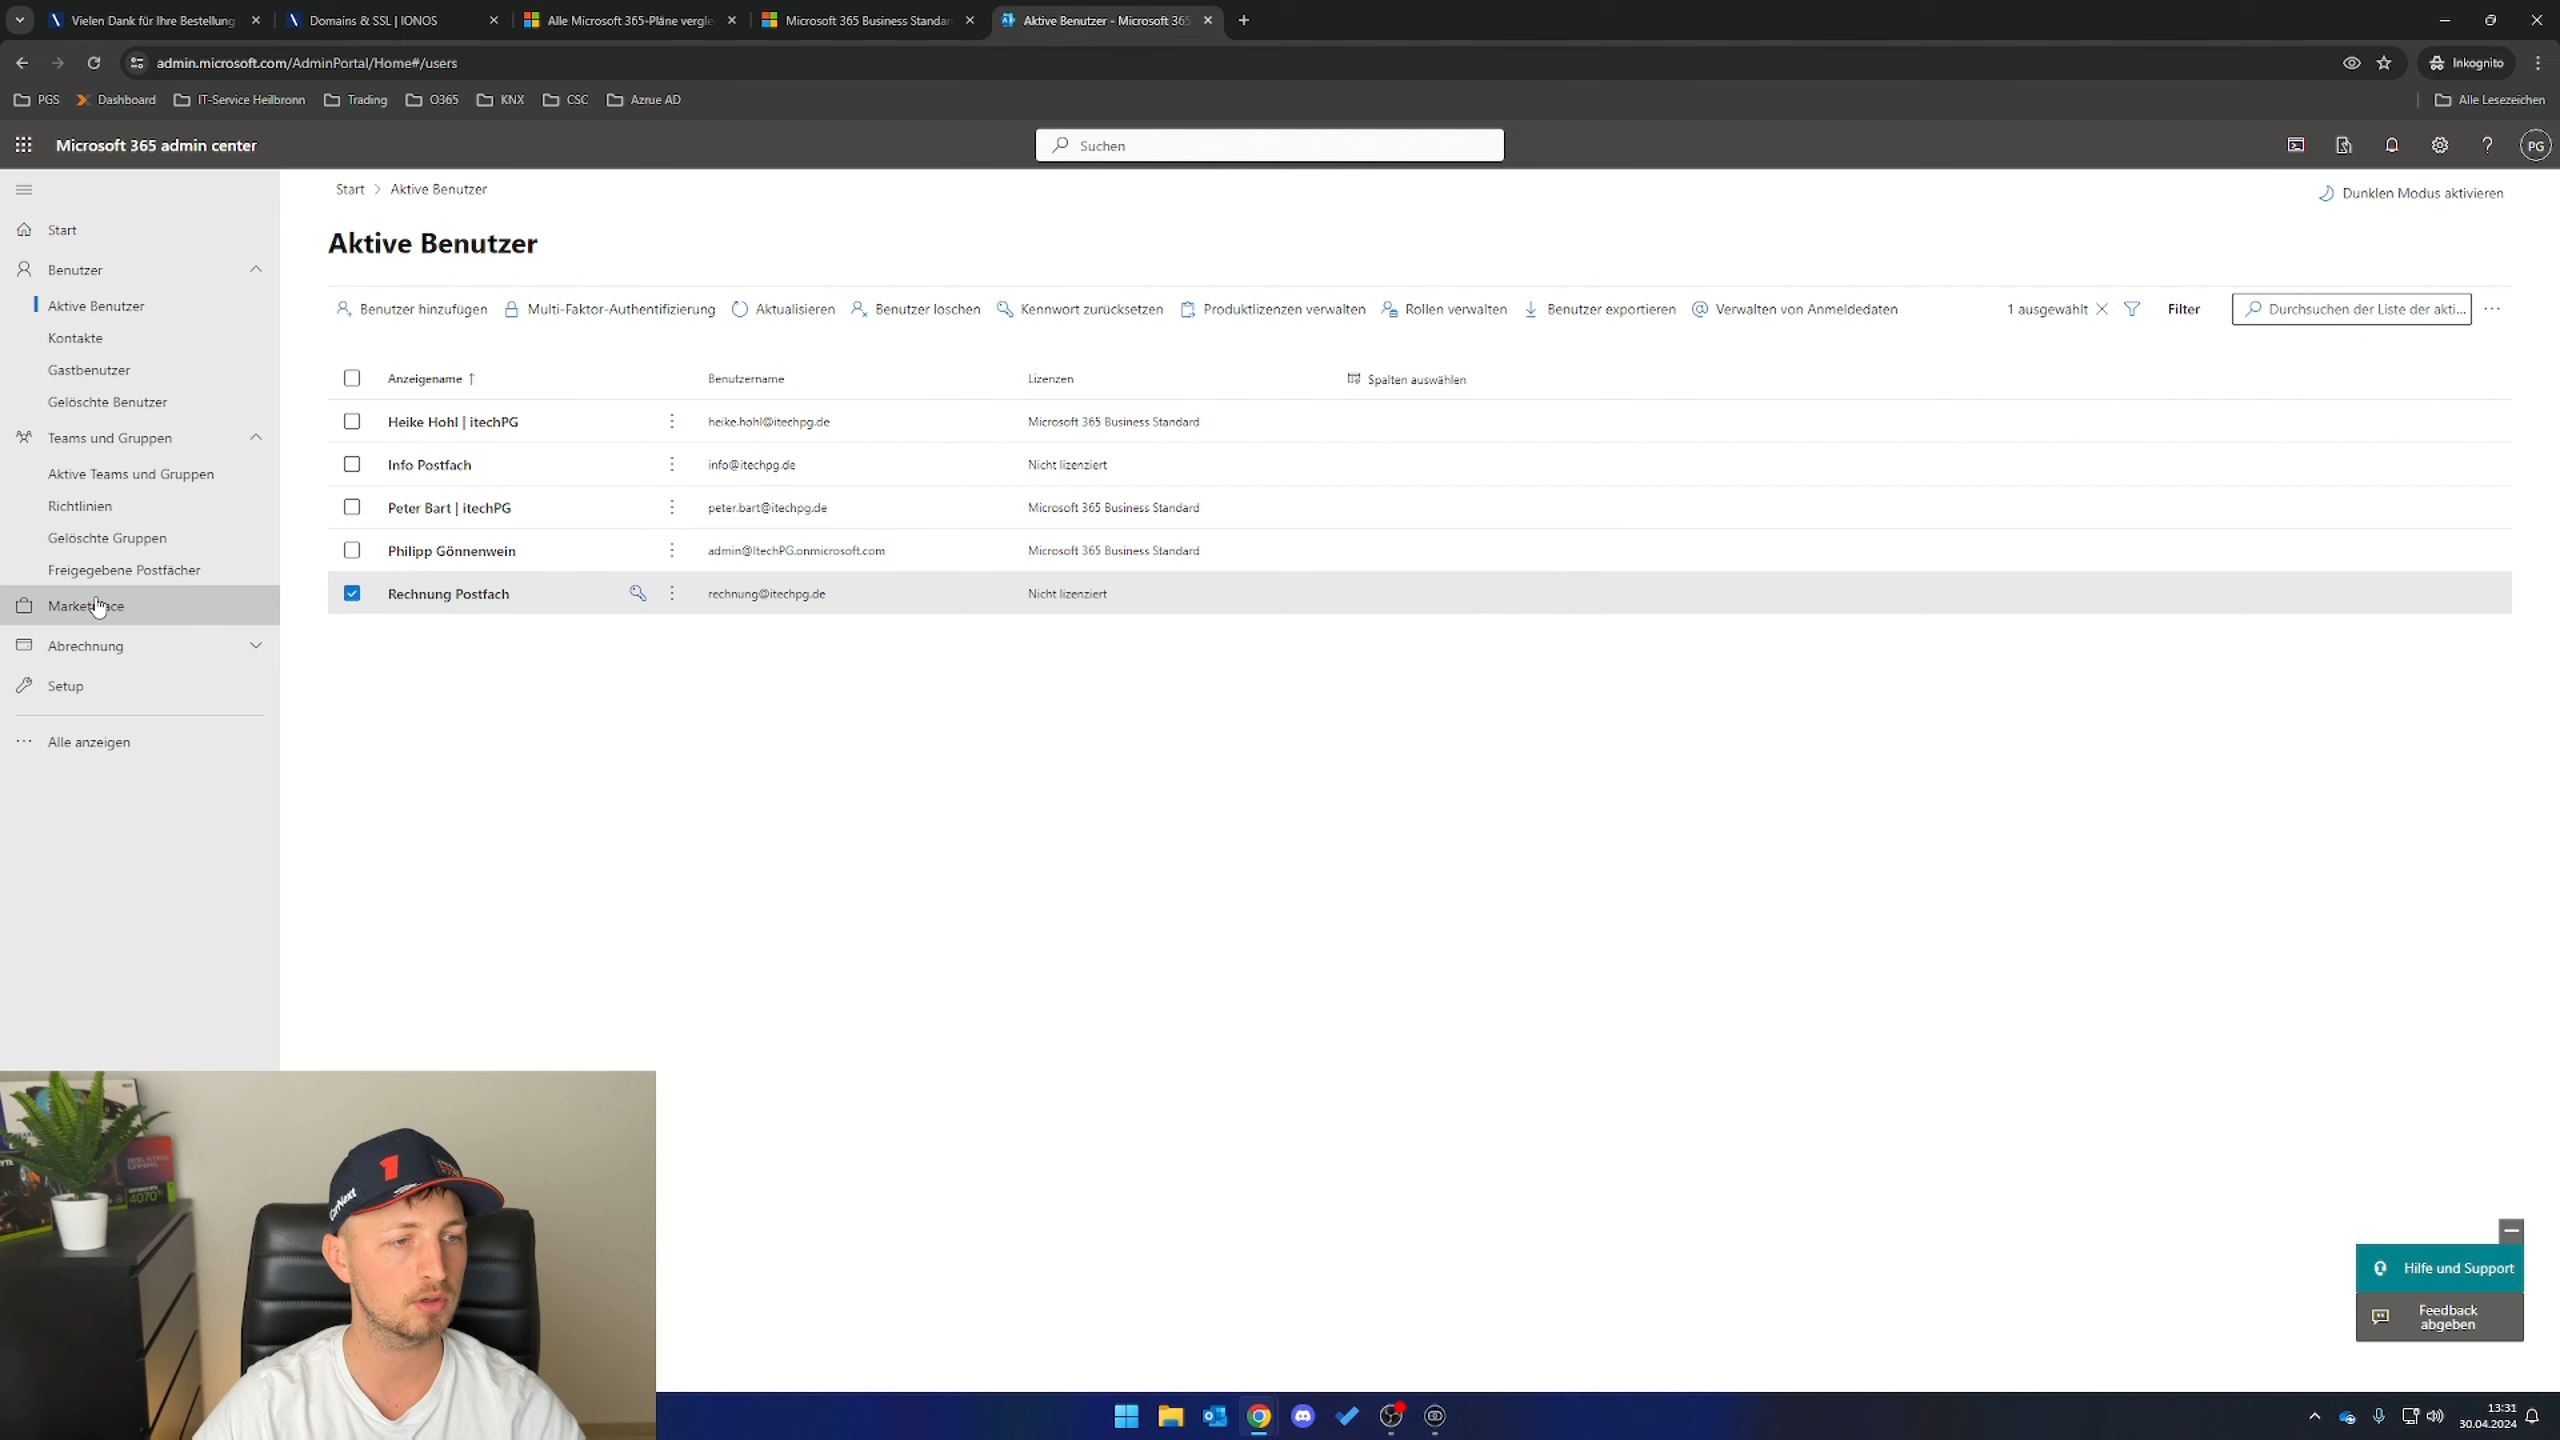 Vielen Dank für Ihre Bestellung
Domains & SSL | IONOS
Alle Microsoft 365-Pläne vergle
Microsoft 365 Business Standar
Aktive Benutzer - Microsoft 365
admin.microsoft.com/AdminPortal/Home#/users
Inkognito
PGS
Dashboard
IT-Service Heilbronn
Trading
O365
KNX
CSC
Azrue AD
Alle Lesezeichen
Microsoft 365 admin center
Suchen
PG
Start
Benutzer
Aktive Benutzer
Kontakte
Gastbenutzer
Gelöschte Benutzer
Teams und Gruppen
Aktive Teams und Gruppen
Richtlinien
Gelöschte Gruppen
Freigegebene Postfächer
Marketplace
Abrechnung
Setup
Alle anzeigen
Start > Aktive Benutzer
Dunklen Modus aktivieren
Aktive Benutzer
Benutzer hinzufügen
Multi-Faktor-Authentifizierung
Aktualisieren
Benutzer löschen
Kennwort zurücksetzen
Produktlizenzen verwalten
Rollen verwalten
Benutzer exportieren
Verwalten von Anmeldedaten
1 ausgewählt
Filter
Durchsuchen der Liste der akti...
Anzeigename ↑
Benutzername
Lizenzen
Spalten auswählen
Heike Hohl | itechPG
heike.hohl@itechpg.de
Microsoft 365 Business Standard
Info Postfach
info@itechpg.de
Nicht lizenziert
Peter Bart | itechPG
peter.bart@itechpg.de
Microsoft 365 Business Standard
Philipp Gönnenwein
admin@ItechPG.onmicrosoft.com
Microsoft 365 Business Standard
Rechnung Postfach
rechnung@itechpg.de
Nicht lizenziert
1
CarNext
4070 Ti
Hilfe und Support
Feedback
abgeben
13:31
30.04.2024